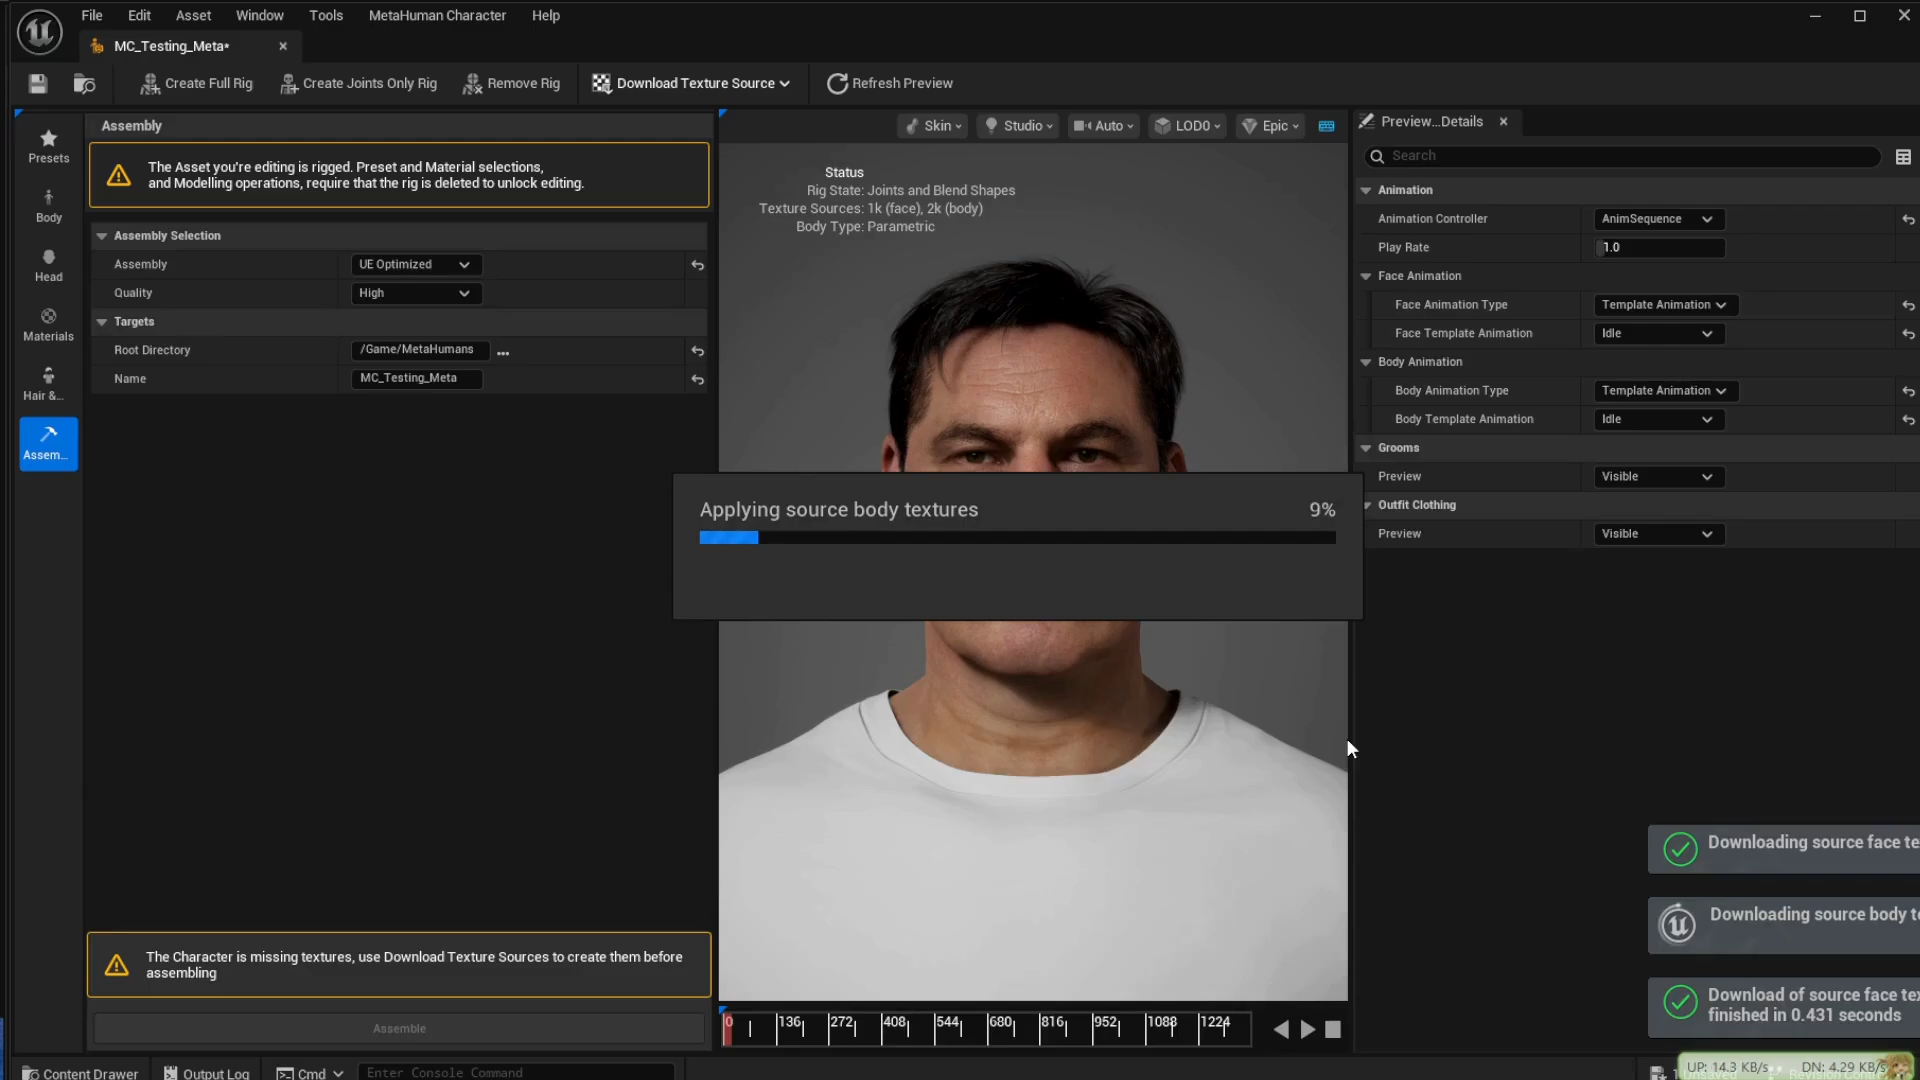 File Edit Asset Window Tools MetaHuman Character Help
MC_Testing_Meta*
Create Full Rig Create Joints Only Rig Remove Rig Download Texture Source Refresh Preview
Presets
Body
Head
Materials
Hair &...
Assem...
Assembly
The Asset you're editing is rigged. Preset and Material selections,
and Modelling operations, require that the rig is deleted to unlock editing.
Assembly Selection
Assembly UE Optimized
Quality High
Targets
Root Directory /Game/MetaHumans ...
Name MC_Testing_Meta
The Character is missing textures, use Download Texture Sources to create them before
assembling
Assemble
Skin Studio Auto LOD0 Epic
Status
Rig State: Joints and Blend Shapes
Texture Sources: 1k (face), 2k (body)
Body Type: Parametric
Applying source body textures 9%
0 136 272 408 544 680 816 952 1088 1224
Preview...Details
Search
Animation
Animation Controller AnimSequence
Play Rate 1.0
Face Animation
Face Animation Type Template Animation
Face Template Animation Idle
Body Animation
Body Animation Type Template Animation
Body Template Animation Idle
Grooms
Preview Visible
Outfit Clothing
Preview Visible
Downloading source face te
Downloading source body te
Download of source face tex
finished in 0.431 seconds
Content Drawer Output Log Cmd Enter Console Command
UP: 14.3 KB/s DN: 4.29 KB/s